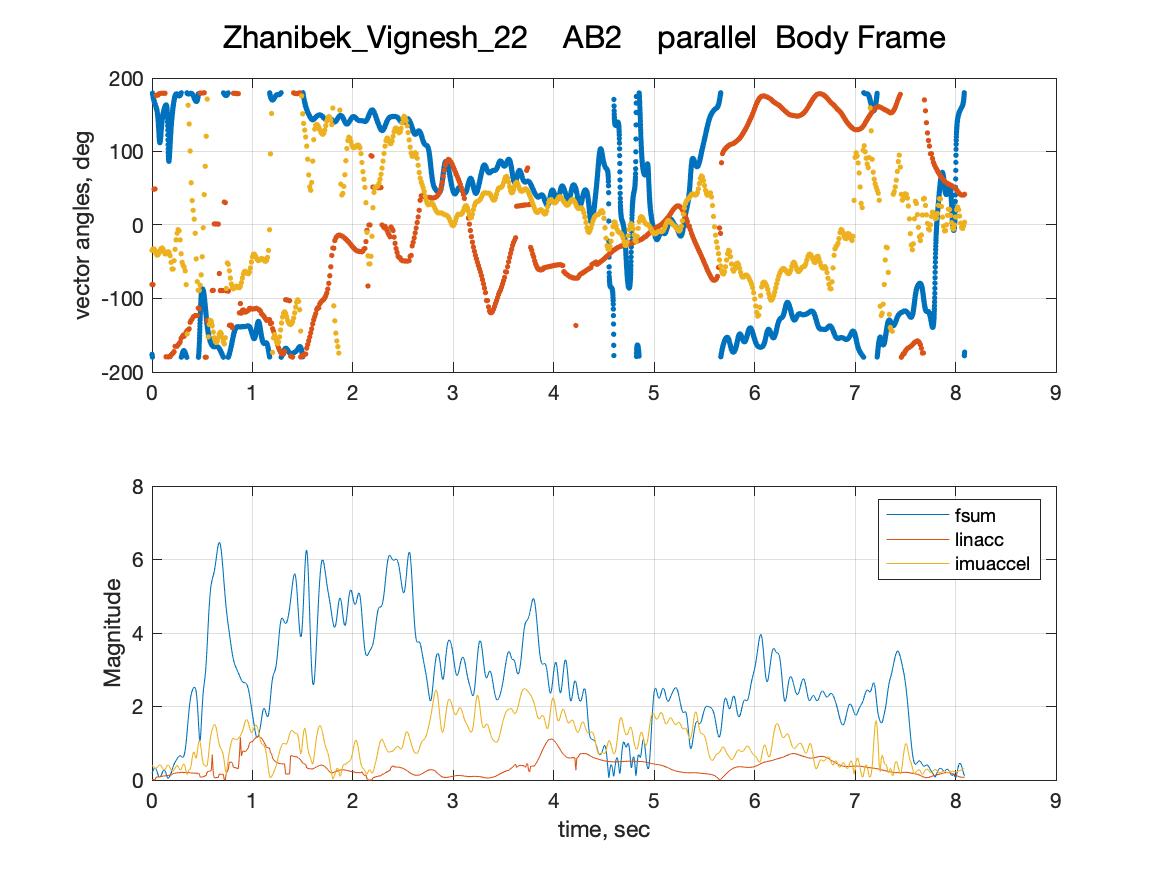 Zhanibek_Vignesh_22 AB2 parallel Body Frame
200
100
0
-100
-200
vector angles, deg
0 1 2 3 4 5 6 7 8 9
8
6
4
2
0
Magnitude
fsum
linacc
imuaccel
0 1 2 3 4 5 6 7 8 9
time, sec